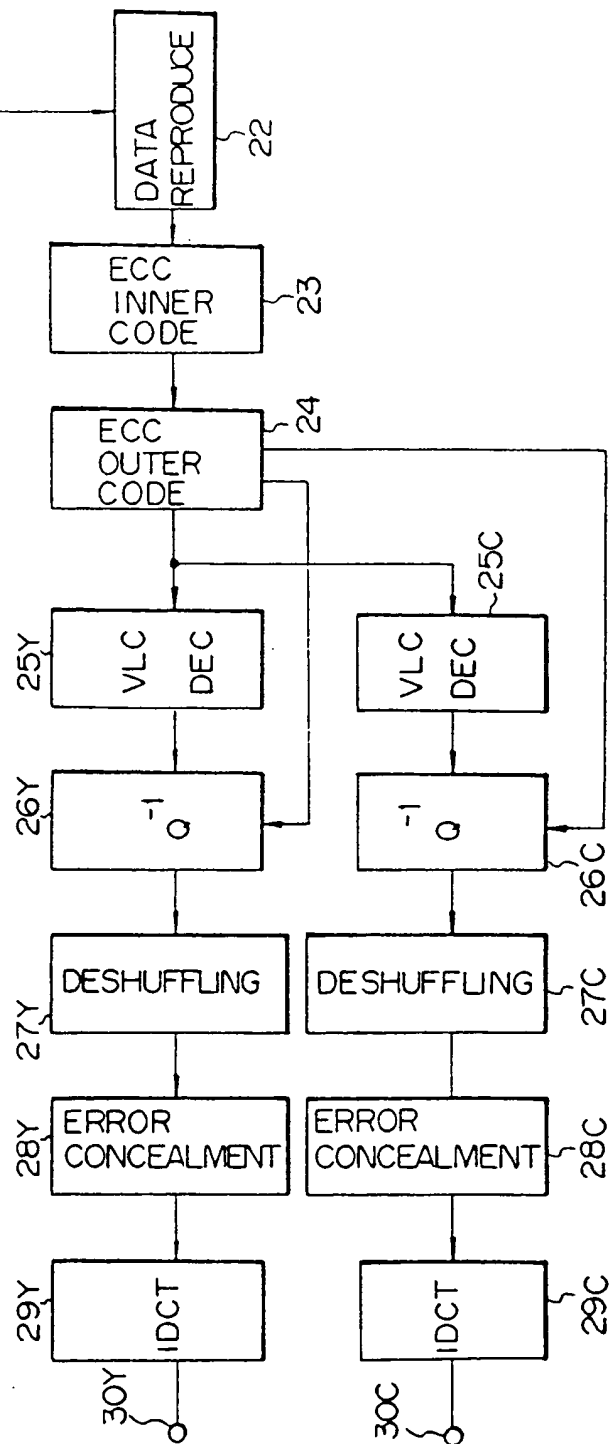 DATA
REPRODUCE
22
ECC
INNER
CODE
23
ECC
OUTER
CODE
24
25Y
VLC
DEC
25C
VLC
DEC
26Y
Q-1
26C
Q-1
27Y
DESHUFFLING
27C
DESHUFFLING
28Y
ERROR
CONCEALMENT
28C
ERROR
CONCEALMENT
29Y
IDCT
29C
IDCT
30Y
30C